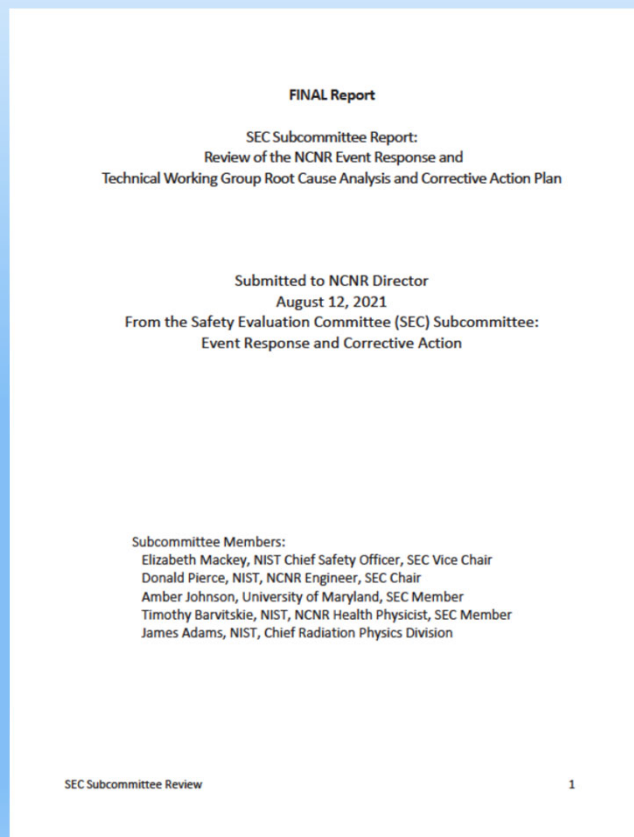 FINAL Report
SEC Subcommittee Report:
Review of the NCNR Event Response and
Technical Working Group Root Cause Analysis and Corrective Action Plan
Submitted to NCNR Director
August 12, 2021
From the Safety Evaluation Committee (SEC) Subcommittee:
Event Response and Corrective Action
Subcommittee Members:
Elizabeth Mackey, NIST Chief Safety Officer, SEC Vice Chair
Donald Pierce, NIST, NCNR Engineer, SEC Chair
Amber Johnson, University of Maryland, SEC Member
Timothy Barvitskie, NIST, NCNR Health Physicist, SEC Member
James Adams, NIST, Chief Radiation Physics Division
SEC Subcommittee Review 1